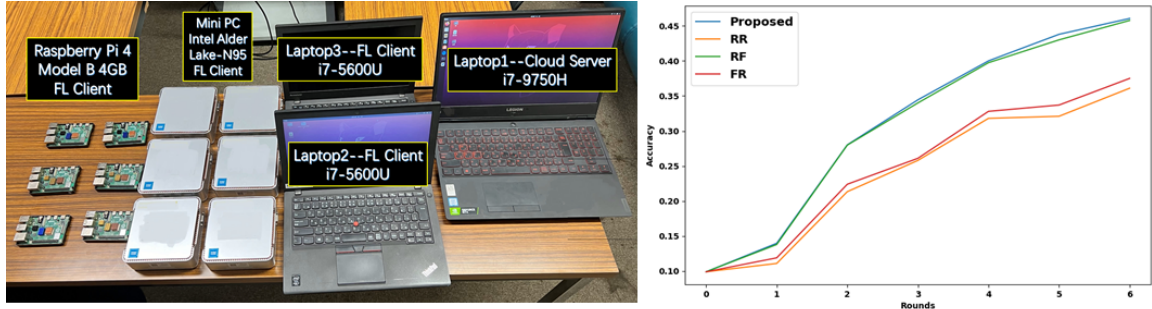 Raspberry Pi 4
Model B 4GB
FL Client
Mini PC
Intel Alder
Lake-N95
FL Client
Laptop3--FL Client
i7-5600U
Laptop1--Cloud Server
i7-9750H
Laptop2--FL Client
i7-5600U
LEGION
Proposed
RR
RF
FR
Accuracy
0.45
0.40
0.35
0.30
0.25
0.20
0.15
0.10
0 1 2 3 4 5 6
Rounds